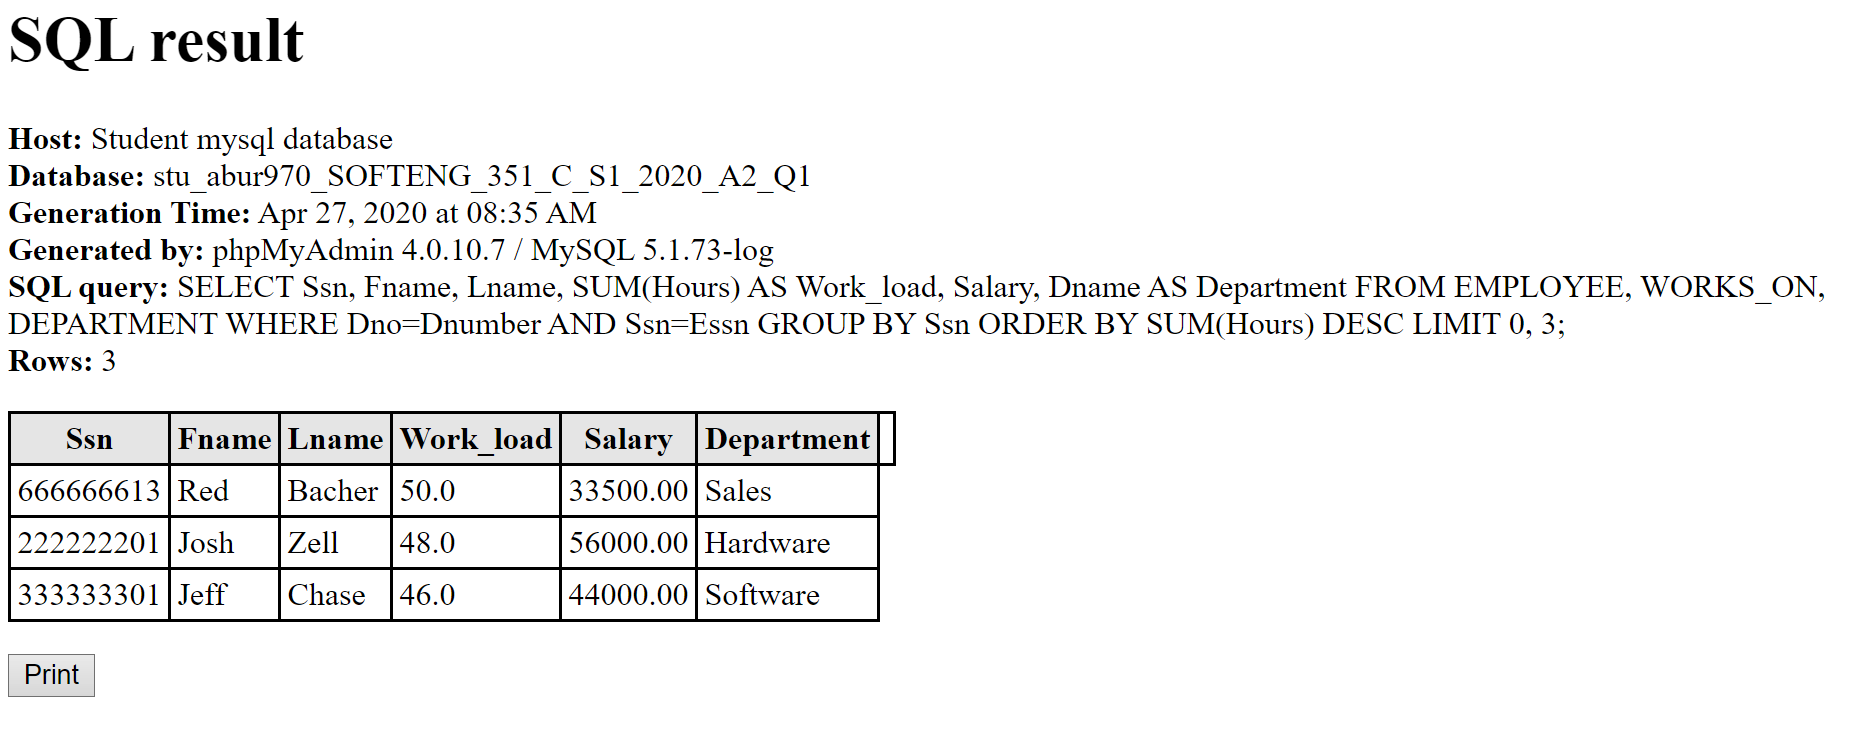 SQL result
Host: Student mysql database
Database: stu_abur970_SOFTENG_351_C_S1_2020_A2_Q1
Generation Time: Apr 27, 2020 at 08:35 AM
Generated by: phpMyAdmin 4.0.10.7 / MySQL 5.1.73-log
SQL query: SELECT Ssn, Fname, Lname, SUM(Hours) AS Work_load, Salary, Dname AS Department FROM EMPLOYEE, WORKS_ON,
DEPARTMENT WHERE Dno=Dnumber AND Ssn=Essn GROUP BY Ssn ORDER BY SUM(Hours) DESC LIMIT 0, 3;
Rows: 3
Ssn Fname Lname Work_load Salary Department
666666613 Red Bacher 50.0 33500.00 Sales
222222201 Josh Zell 48.0 56000.00 Hardware
333333301 Jeff Chase 46.0 44000.00 Software
Print